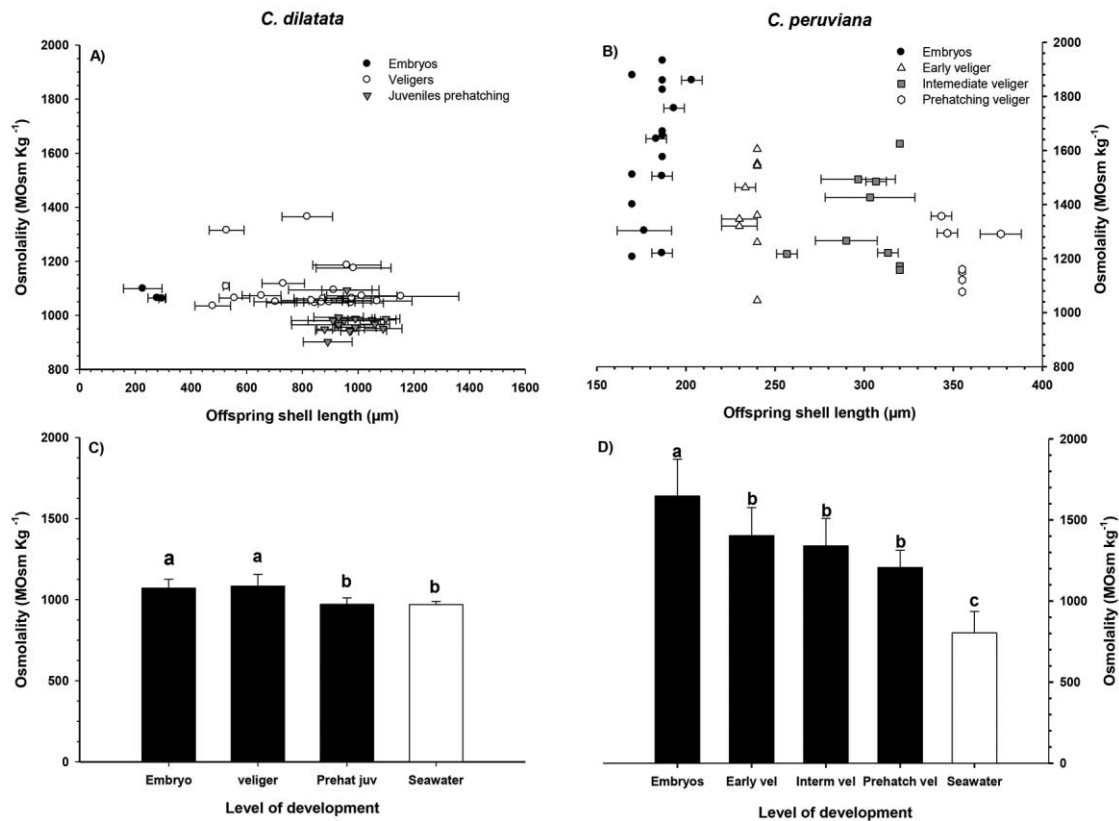 C. dilatata
C. peruviana
A)
Embryos
Veligers
Juveniles prehatching
Osmolality (MOsm Kg -1)
2000
1800
1600
1400
1200
1000
800
0 200 400 600 800 1000 1200 1400 1600
Offspring shell length (µm)
B)
Embryos
Early veliger
Intemediate veliger
Prehatching veliger
Osmolality (MOsm kg -1)
2000
1800
1600
1400
1200
1000
800
600
400
150 200 250 300 350 400
Offspring shell length (µm)
C)
Osmolality (MOsm Kg -1)
2000
1500
1000
500
0
a a b b
Embryo veliger Prehat juv Seawater
Level of development
D)
Osmolality (MOsm kg -1)
2000
1500
1000
500
0
a b b b c
Embryos Early vel Interm vel Prehatch vel Seawater
Level of development